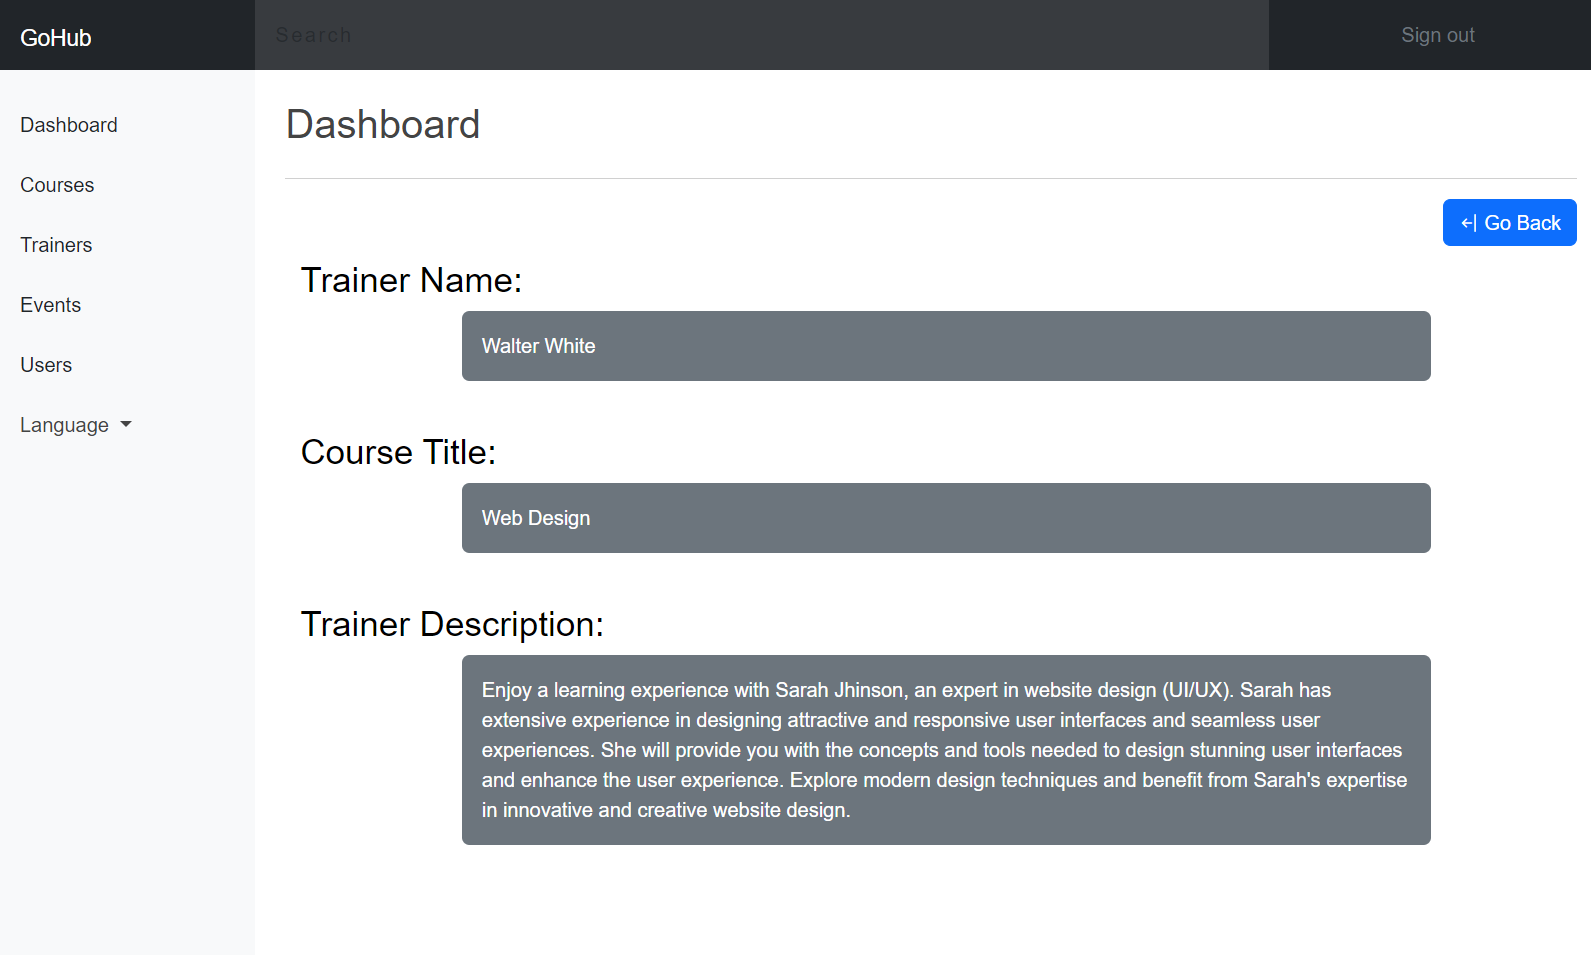 GoHub
Search
Sign out
Dashboard
Courses
Trainers
Events
Users
Language
Dashboard
Go Back
Trainer Name:
Walter White
Course Title:
Web Design
Trainer Description:
Enjoy a learning experience with Sarah Jhinson, an expert in website design (UI/UX). Sarah has
extensive experience in designing attractive and responsive user interfaces and seamless user
experiences. She will provide you with the concepts and tools needed to design stunning user interfaces
and enhance the user experience. Explore modern design techniques and benefit from Sarah's expertise
in innovative and creative website design.